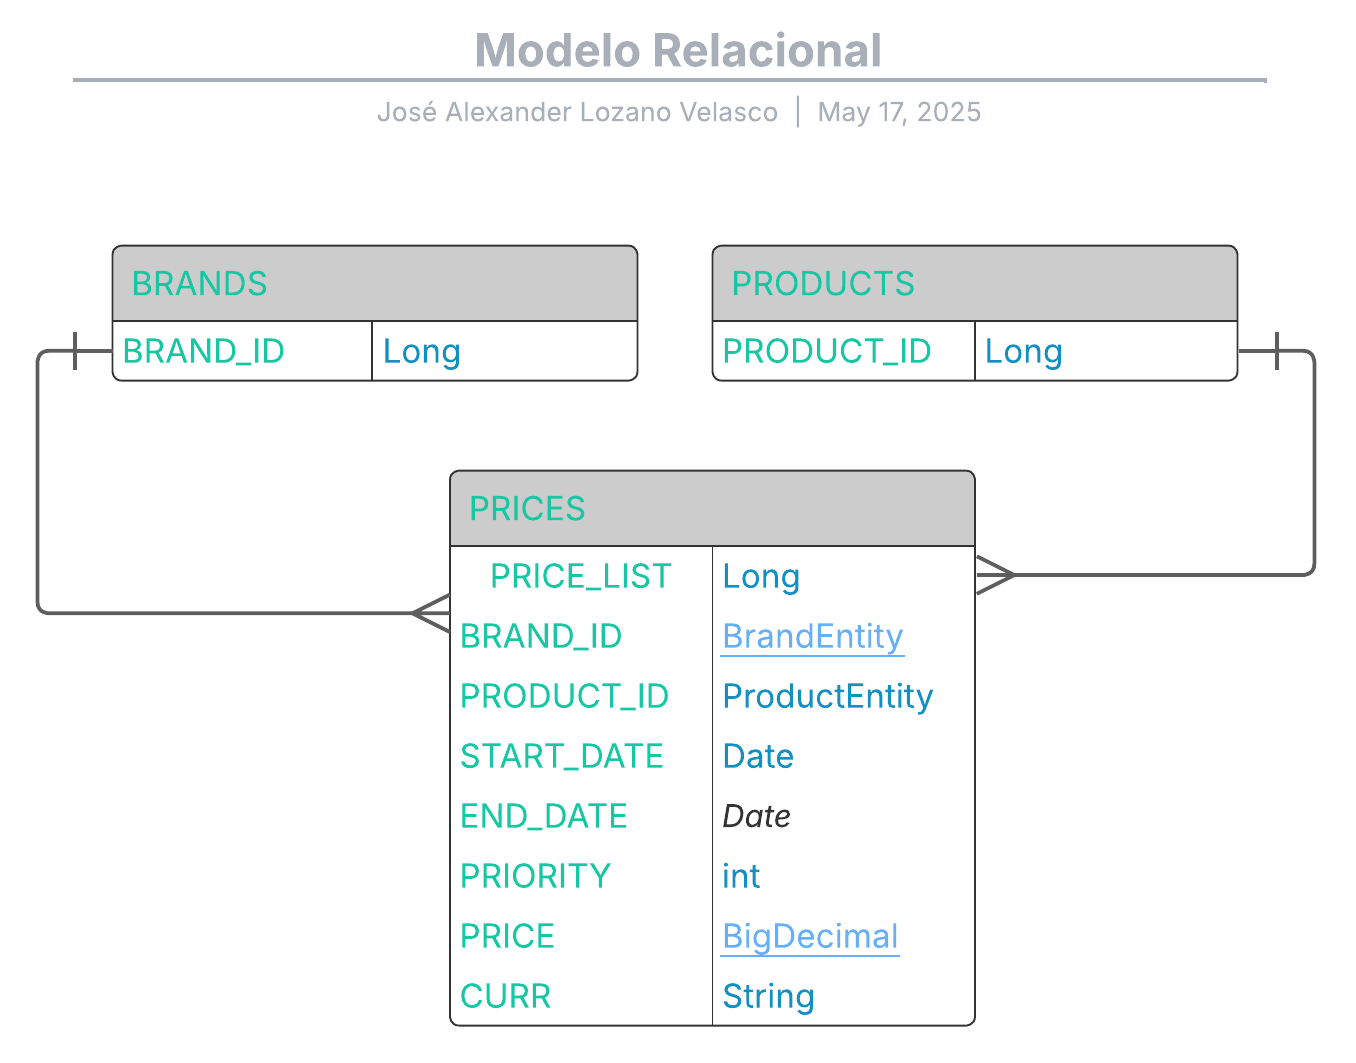 Modelo Relacional
José Alexander Lozano Velasco | May 17, 2025
BRANDS
BRAND_ID Long
PRODUCTS
PRODUCT_ID Long
PRICES
PRICE_LIST Long
BRAND_ID BrandEntity
PRODUCT_ID ProductEntity
START_DATE Date
END_DATE Date
PRIORITY int
PRICE BigDecimal
CURR String